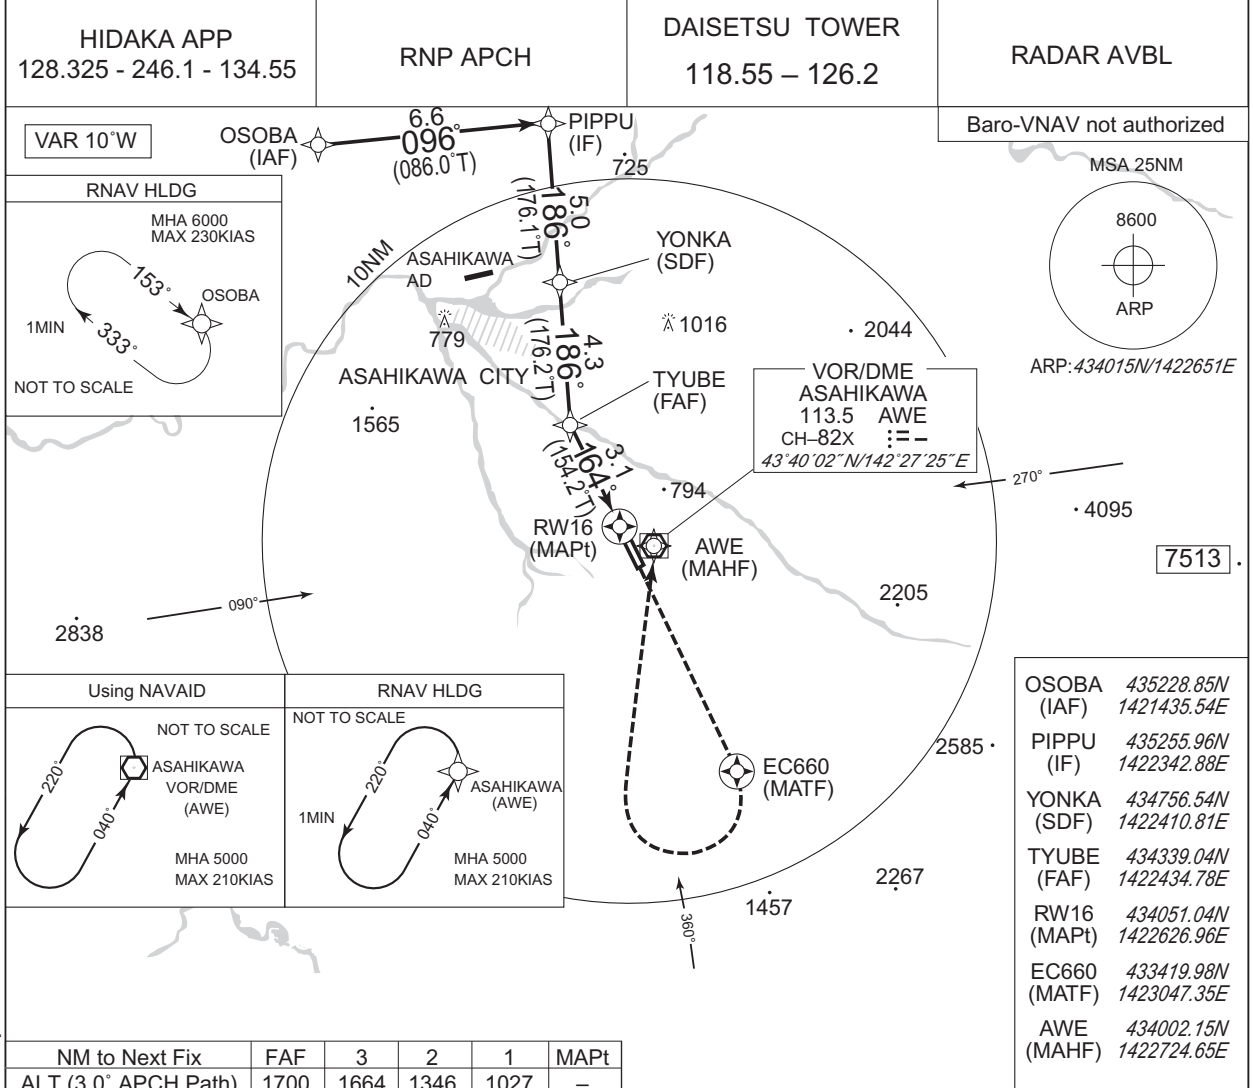 HIDAKA APP
128.325 - 246.1 - 134.55
RNP APCH
DAISETSU TOWER
118.55 – 126.2
RADAR AVBL
VAR 10°W
Baro-VNAV not authorized
OSOBA
(IAF)
6.6
096°
(086.0°T)
PIPPU
(IF)
725
MSA 25NM
8600
ARP
ARP:434015N/1422651E
RNAV HLDG
MHA 6000
MAX 230KIAS
153°
OSOBA
1MIN
333°
NOT TO SCALE
10NM
5.0
186°
(176.1°T)
YONKA
(SDF)
ASAHIKAWA
AD
779
1016
2044
4.3
186°
(176.2°T)
ASAHIKAWA CITY
TYUBE
(FAF)
1565
VOR/DME
ASAHIKAWA
113.5 AWE
CH–82X
43°40′02″N/142°27′25″E
3.1
164°
(154.2°T)
794
270°
4095
RW16
(MAPt)
AWE
(MAHF)
7513
090°
2205
2838
Using NAVAID
NOT TO SCALE
220°
ASAHIKAWA
VOR/DME
(AWE)
040°
MHA 5000
MAX 210KIAS
RNAV HLDG
NOT TO SCALE
220°
ASAHIKAWA
(AWE)
1MIN
040°
MHA 5000
MAX 210KIAS
EC660
(MATF)
2585
2267
1457
360°
OSOBA 435228.85N
(IAF) 1421435.54E
PIPPU 435255.96N
(IF) 1422342.88E
YONKA 434756.54N
(SDF) 1422410.81E
TYUBE 434339.04N
(FAF) 1422434.78E
RW16 434051.04N
(MAPt) 1422626.96E
EC660 433419.98N
(MATF) 1423047.35E
AWE 434002.15N
(MAHF) 1422724.65E
NM to Next Fix FAF 3 2 1 MAPt
ALT (3.0° APCH Path) 1700 1664 1346 1027 –